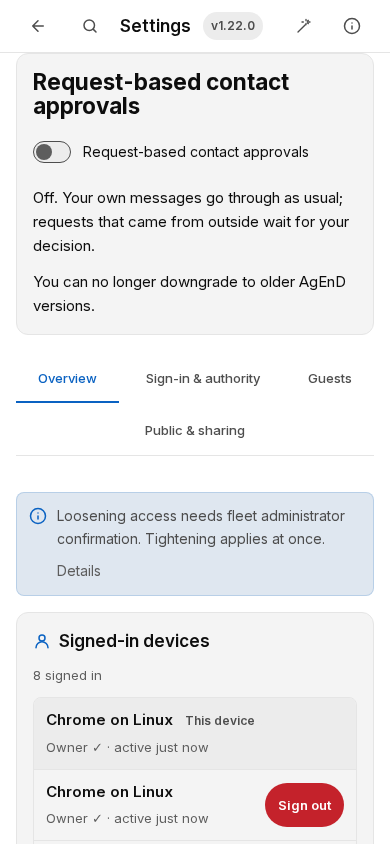 Settings v1.22.0
Request-based contact
approvals
Request-based contact approvals
Off. Your own messages go through as usual;
requests that came from outside wait for your
decision.
You can no longer downgrade to older AgEnD
versions.
Overview Sign-in & authority Guests
Public & sharing
Loosening access needs fleet administrator
confirmation. Tightening applies at once.
Details
Signed-in devices
8 signed in
Chrome on Linux This device
Owner ✓ · active just now
Chrome on Linux
Owner ✓ · active just now
Sign out